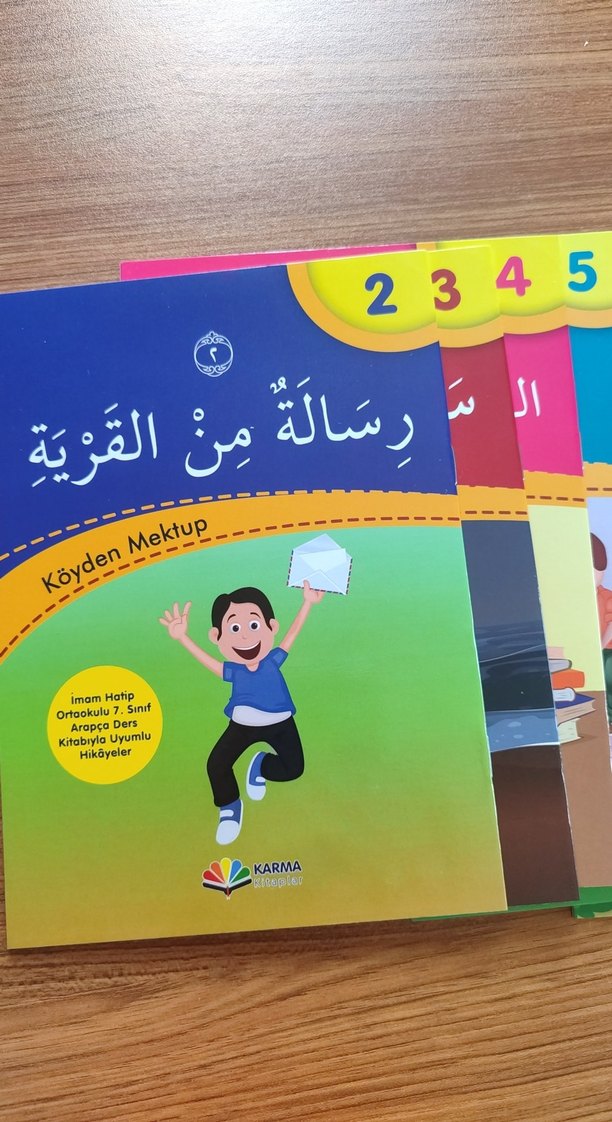 2
3
4
5
٢
رِسَالَةٌ مِنْ القَرْيَةِ
Köyden Mektup
İmam Hatip
Ortaokulu 7. Sınıf
Arapça Ders
Kitabıyla Uyumlu
Hikâyeler
KARMA
Kitaplar